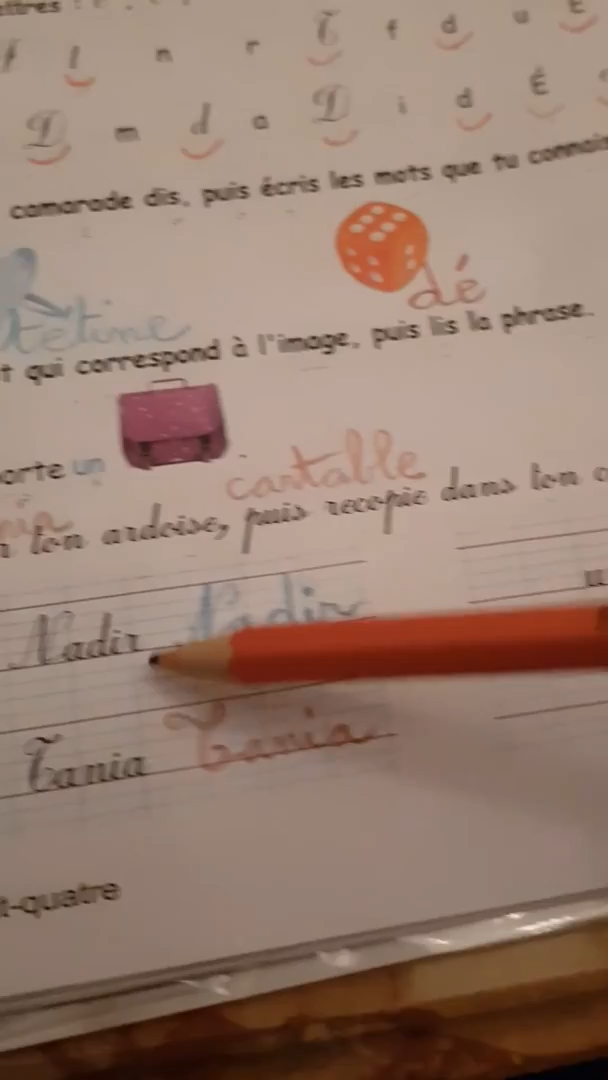 ettres :
l n r T f d u E
D m d a D i d É
camarade dis, puis écris les mots que tu connais
tétine dé
t qui correspond à l'image, puis lis la phrase.
orte un cartable
ton ardoise, puis recopie dans ton c
Nadir Nadir
Tania Tania
t-quatre